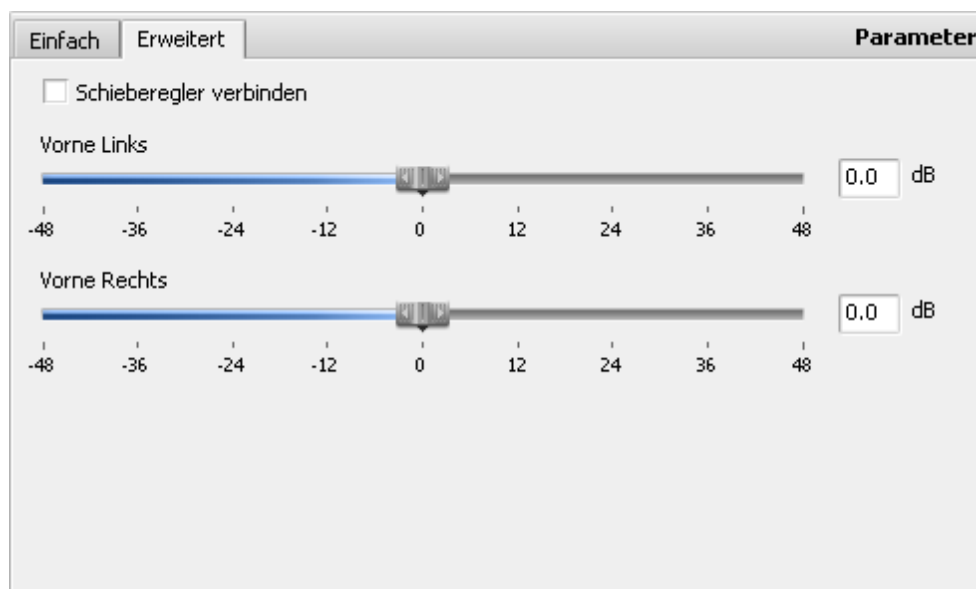 Einfach Erweitert Parameter
Schieberegler verbinden
Vorne Links
0.0 dB
-48 -36 -24 -12 0 12 24 36 48
Vorne Rechts
0.0 dB
-48 -36 -24 -12 0 12 24 36 48